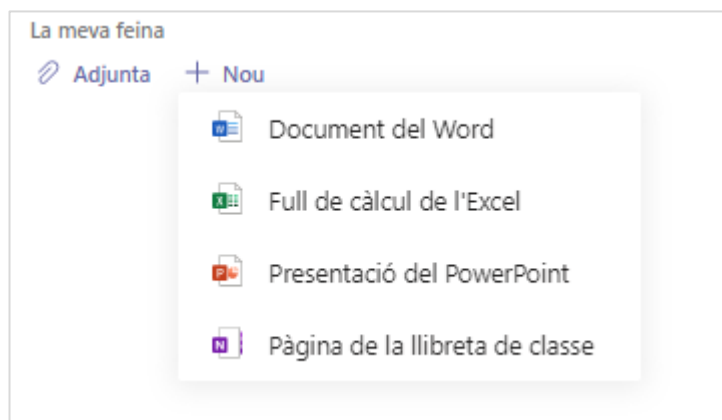 La meva feina
Adjunta + Nou
Document del Word
Full de càlcul de l'Excel
Presentació del PowerPoint
Pàgina de la llibreta de classe